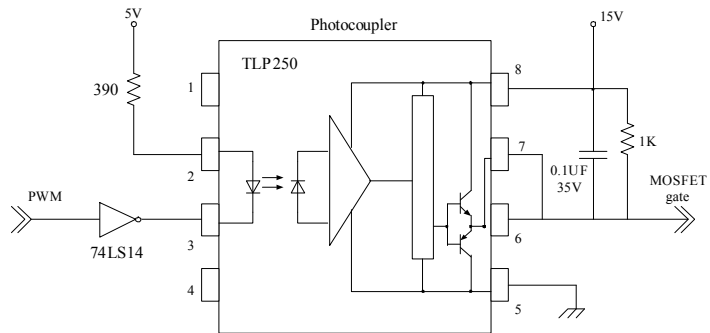 Photocoupler
5V
15V
TLP250
390
1
8
2
7
1K
0.1UF
35V
MOSFET
gate
PWM
3
6
74LS14
4
5